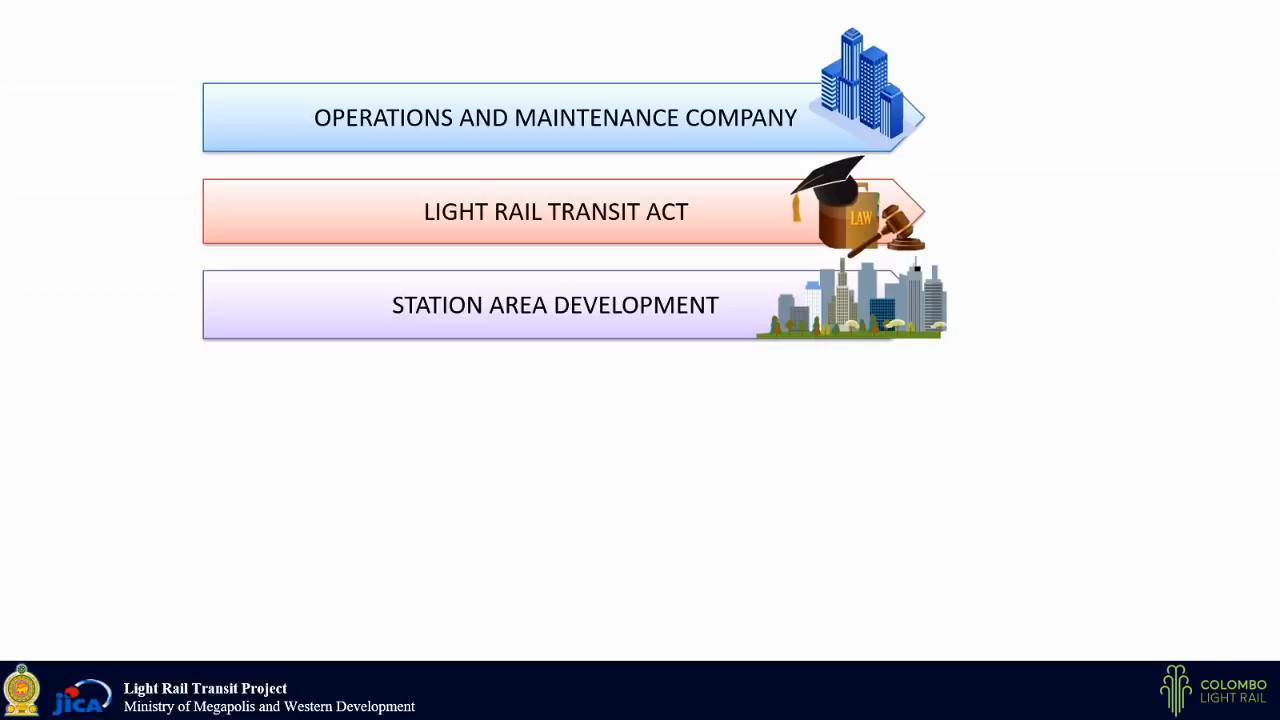 OPERATIONS AND MAINTENANCE COMPANY
LIGHT RAIL TRANSIT ACT
LAW
STATION AREA DEVELOPMENT
jICA
Light Rail Transit Project
Ministry of Megapolis and Western Development
COLOMBO
LIGHT RAIL